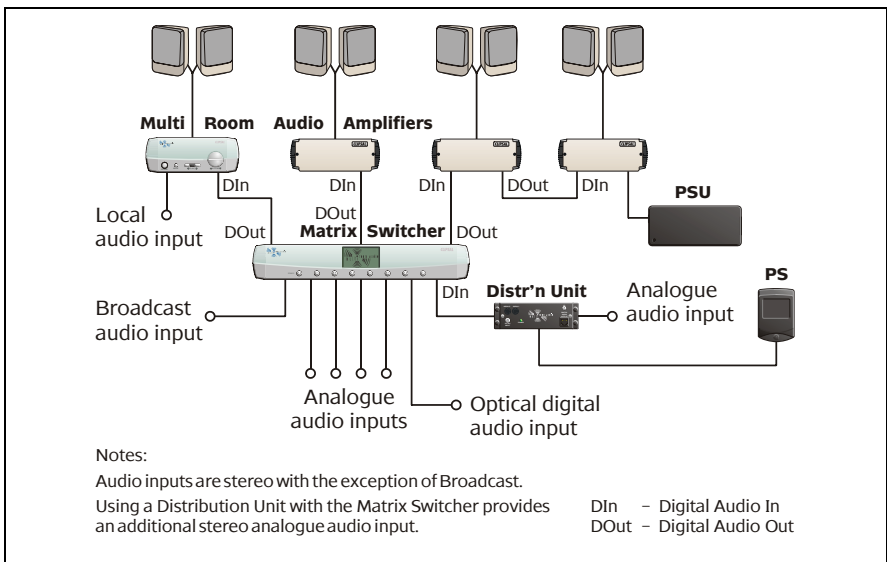 Multi Room Audio Amplifiers
CLIPSAL
CLIPSAL
CLIPSAL
DIn
DIn
DIn
DOut
DIn
PSU
Local
audio input
DOut
DOut
Matrix Switcher
DOut
DIn
Distr'n Unit
Analogue
audio input
PS
Broadcast
audio input
Analogue
audio inputs
Optical digital
audio input
Notes:
Audio inputs are stereo with the exception of Broadcast.
Using a Distribution Unit with the Matrix Switcher provides
an additional stereo analogue audio input.
DIn – Digital Audio In
DOut – Digital Audio Out